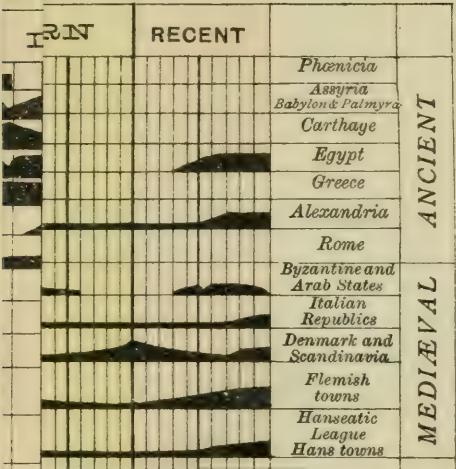 RN
RECENT
Phœnicia
Assyria
Babylon & Palmyra
Carthage
Egypt
Greece
Alexandria
Rome
ANCIENT
Byzantine and
Arab States
Italian
Republics
Denmark and
Scandinavia
Flemish
towns
Hanseatic
League
Hans towns
MEDIÆVAL